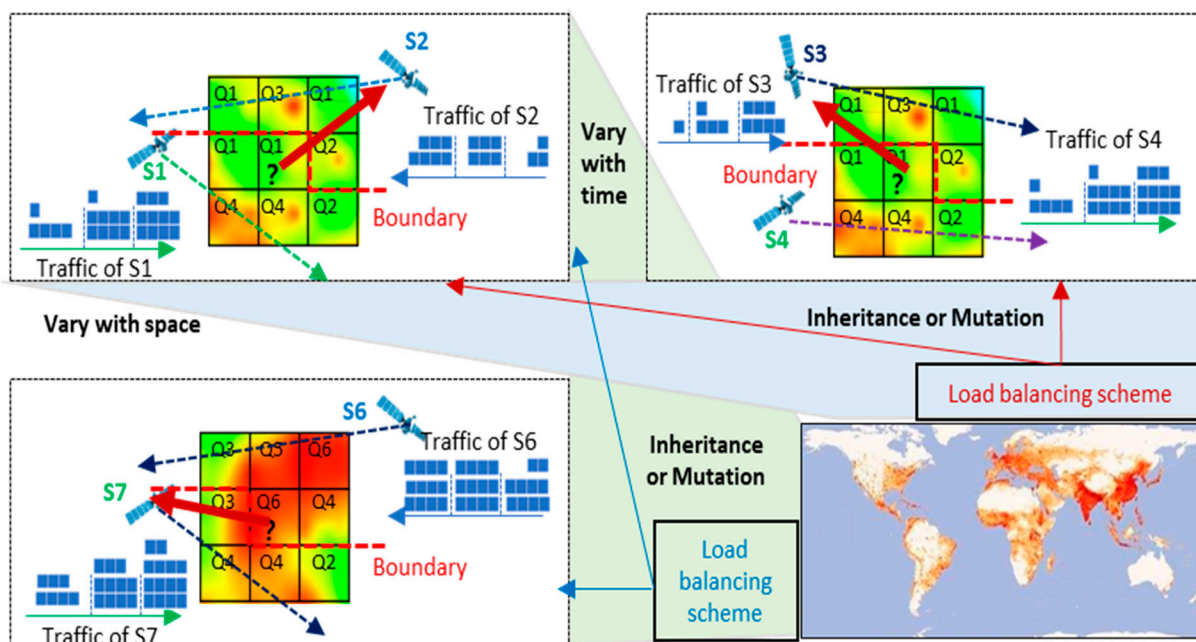 S2
Q1 Q3 Q1
Traffic of S2
Q1 Q1 Q2
S1
?
Q4 Q4 Q2
Boundary
Traffic of S1
Vary
with
time
S3
Traffic of S3
Q1 Q3 Q1
Traffic of S4
Q1 Q1 Q2
Boundary
?
Q4 Q4 Q2
S4
Vary with space
Inheritance or Mutation
Load balancing scheme
S6
Traffic of S6
Q3 Q5 Q6
S7
Q3 Q6 Q4
?
Q4 Q4 Q2
Boundary
Traffic of S7
Inheritance
or Mutation
Load
balancing
scheme